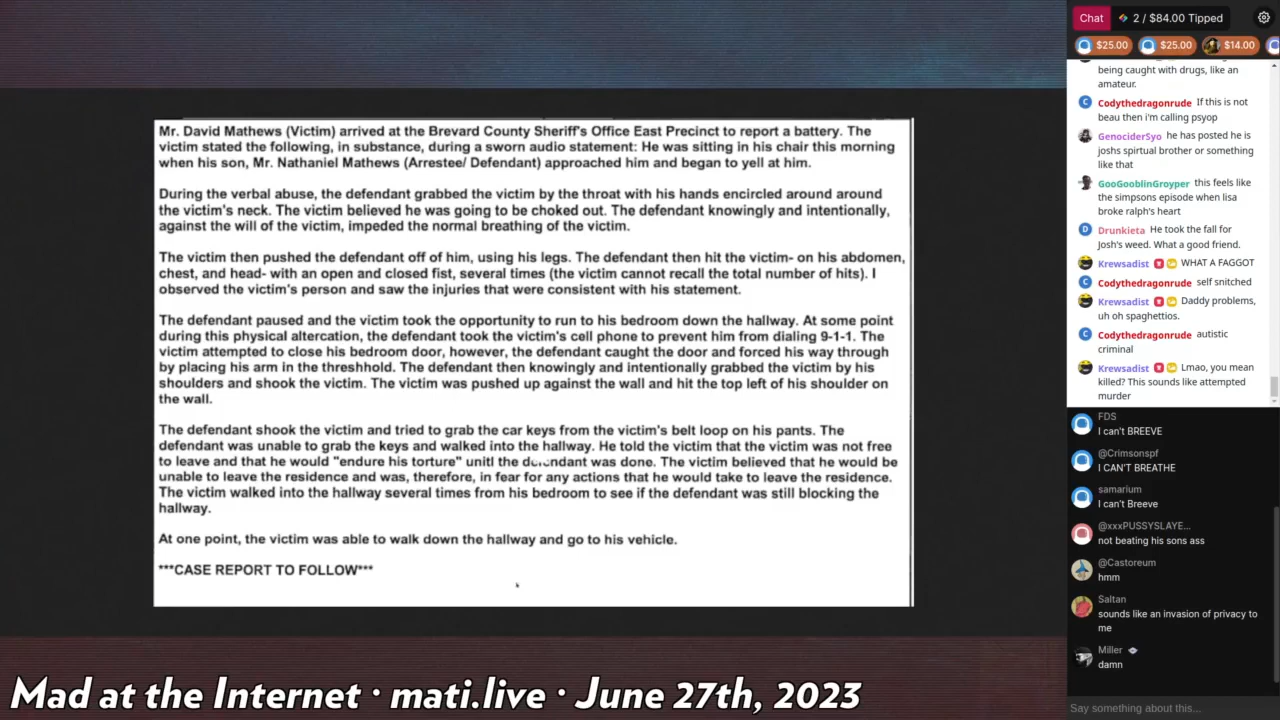 Mr. David Mathews (Victim) arrived at the Brevard County Sheriff's Office East Precinct to report a battery. The
victim stated the following, in substance, during a sworn audio statement: He was sitting in his chair this morning
when his son, Mr. Nathaniel Mathews (Arrestee/ Defendant) approached him and began to yell at him.
During the verbal abuse, the defendant grabbed the victim by the throat with his hands encircled around around
the victim's neck. The victim believed he was going to be choked out. The defendant knowingly and intentionally,
against the will of the victim, impeded the normal breathing of the victim.
The victim then pushed the defendant off of him, using his legs. The defendant then hit the victim- on his abdomen,
chest, and head- with an open and closed fist, several times (the victim cannot recall the total number of hits). I
observed the victim's person and saw the injuries that were consistent with his statement.
The defendant paused and the victim took the opportunity to run to his bedroom down the hallway. At some point
during this physical altercation, the defendant took the victim's cell phone to prevent him from dialing 9-1-1. The
victim attempted to close his bedroom door, however, the defendant caught the door and forced his way through
by placing his arm in the threshhold. The defendant then knowingly and intentionally grabbed the victim by his
shoulders and shook the victim. The victim was pushed up against the wall and hit the top left of his shoulder on
the wall.
The defendant shook the victim and tried to grab the car keys from the victim's belt loop on his pants. The
defendant was unable to grab the keys and walked into the hallway. He told the victim that the victim was not free
to leave and that he would "endure his torture" unitl the defendant was done. The victim believed that he would be
unable to leave the residence and was, therefore, in fear for any actions that he would take to leave the residence.
The victim walked into the hallway several times from his bedroom to see if the defendant was still blocking the
hallway.
At one point, the victim was able to walk down the hallway and go to his vehicle.
***CASE REPORT TO FOLLOW***
Mad at the Internet · mati.live · June 27th, 2023
Chat 2 / $84.00 Tipped
$25.00 $25.00 $14.00
being caught with drugs, like an
amateur.
Codythedragonrude If this is not
beau then i'm calling psyop
GenociderSyo he has posted he is
joshs spirtual brother or something
like that
GooGooblinGroyper this feels like
the simpsons episode when lisa
broke ralph's heart
Drunkieta He took the fall for
Josh's weed. What a good friend.
Krewsadist WHAT A FAGGOT
Codythedragonrude self snitched
Krewsadist Daddy problems,
uh oh spaghettios.
Codythedragonrude autistic
criminal
Krewsadist Lmao, you mean
killed? This sounds like attempted
murder
FDS
I can't BREEVE
@Crimsonspf
I CAN'T BREATHE
samarium
I can't Breeve
@xxxPUSSYSLAYE...
not beating his sons ass
@Castoreum
hmm
Saltan
sounds like an invasion of privacy to
me
Miller
damn
Say something about this...